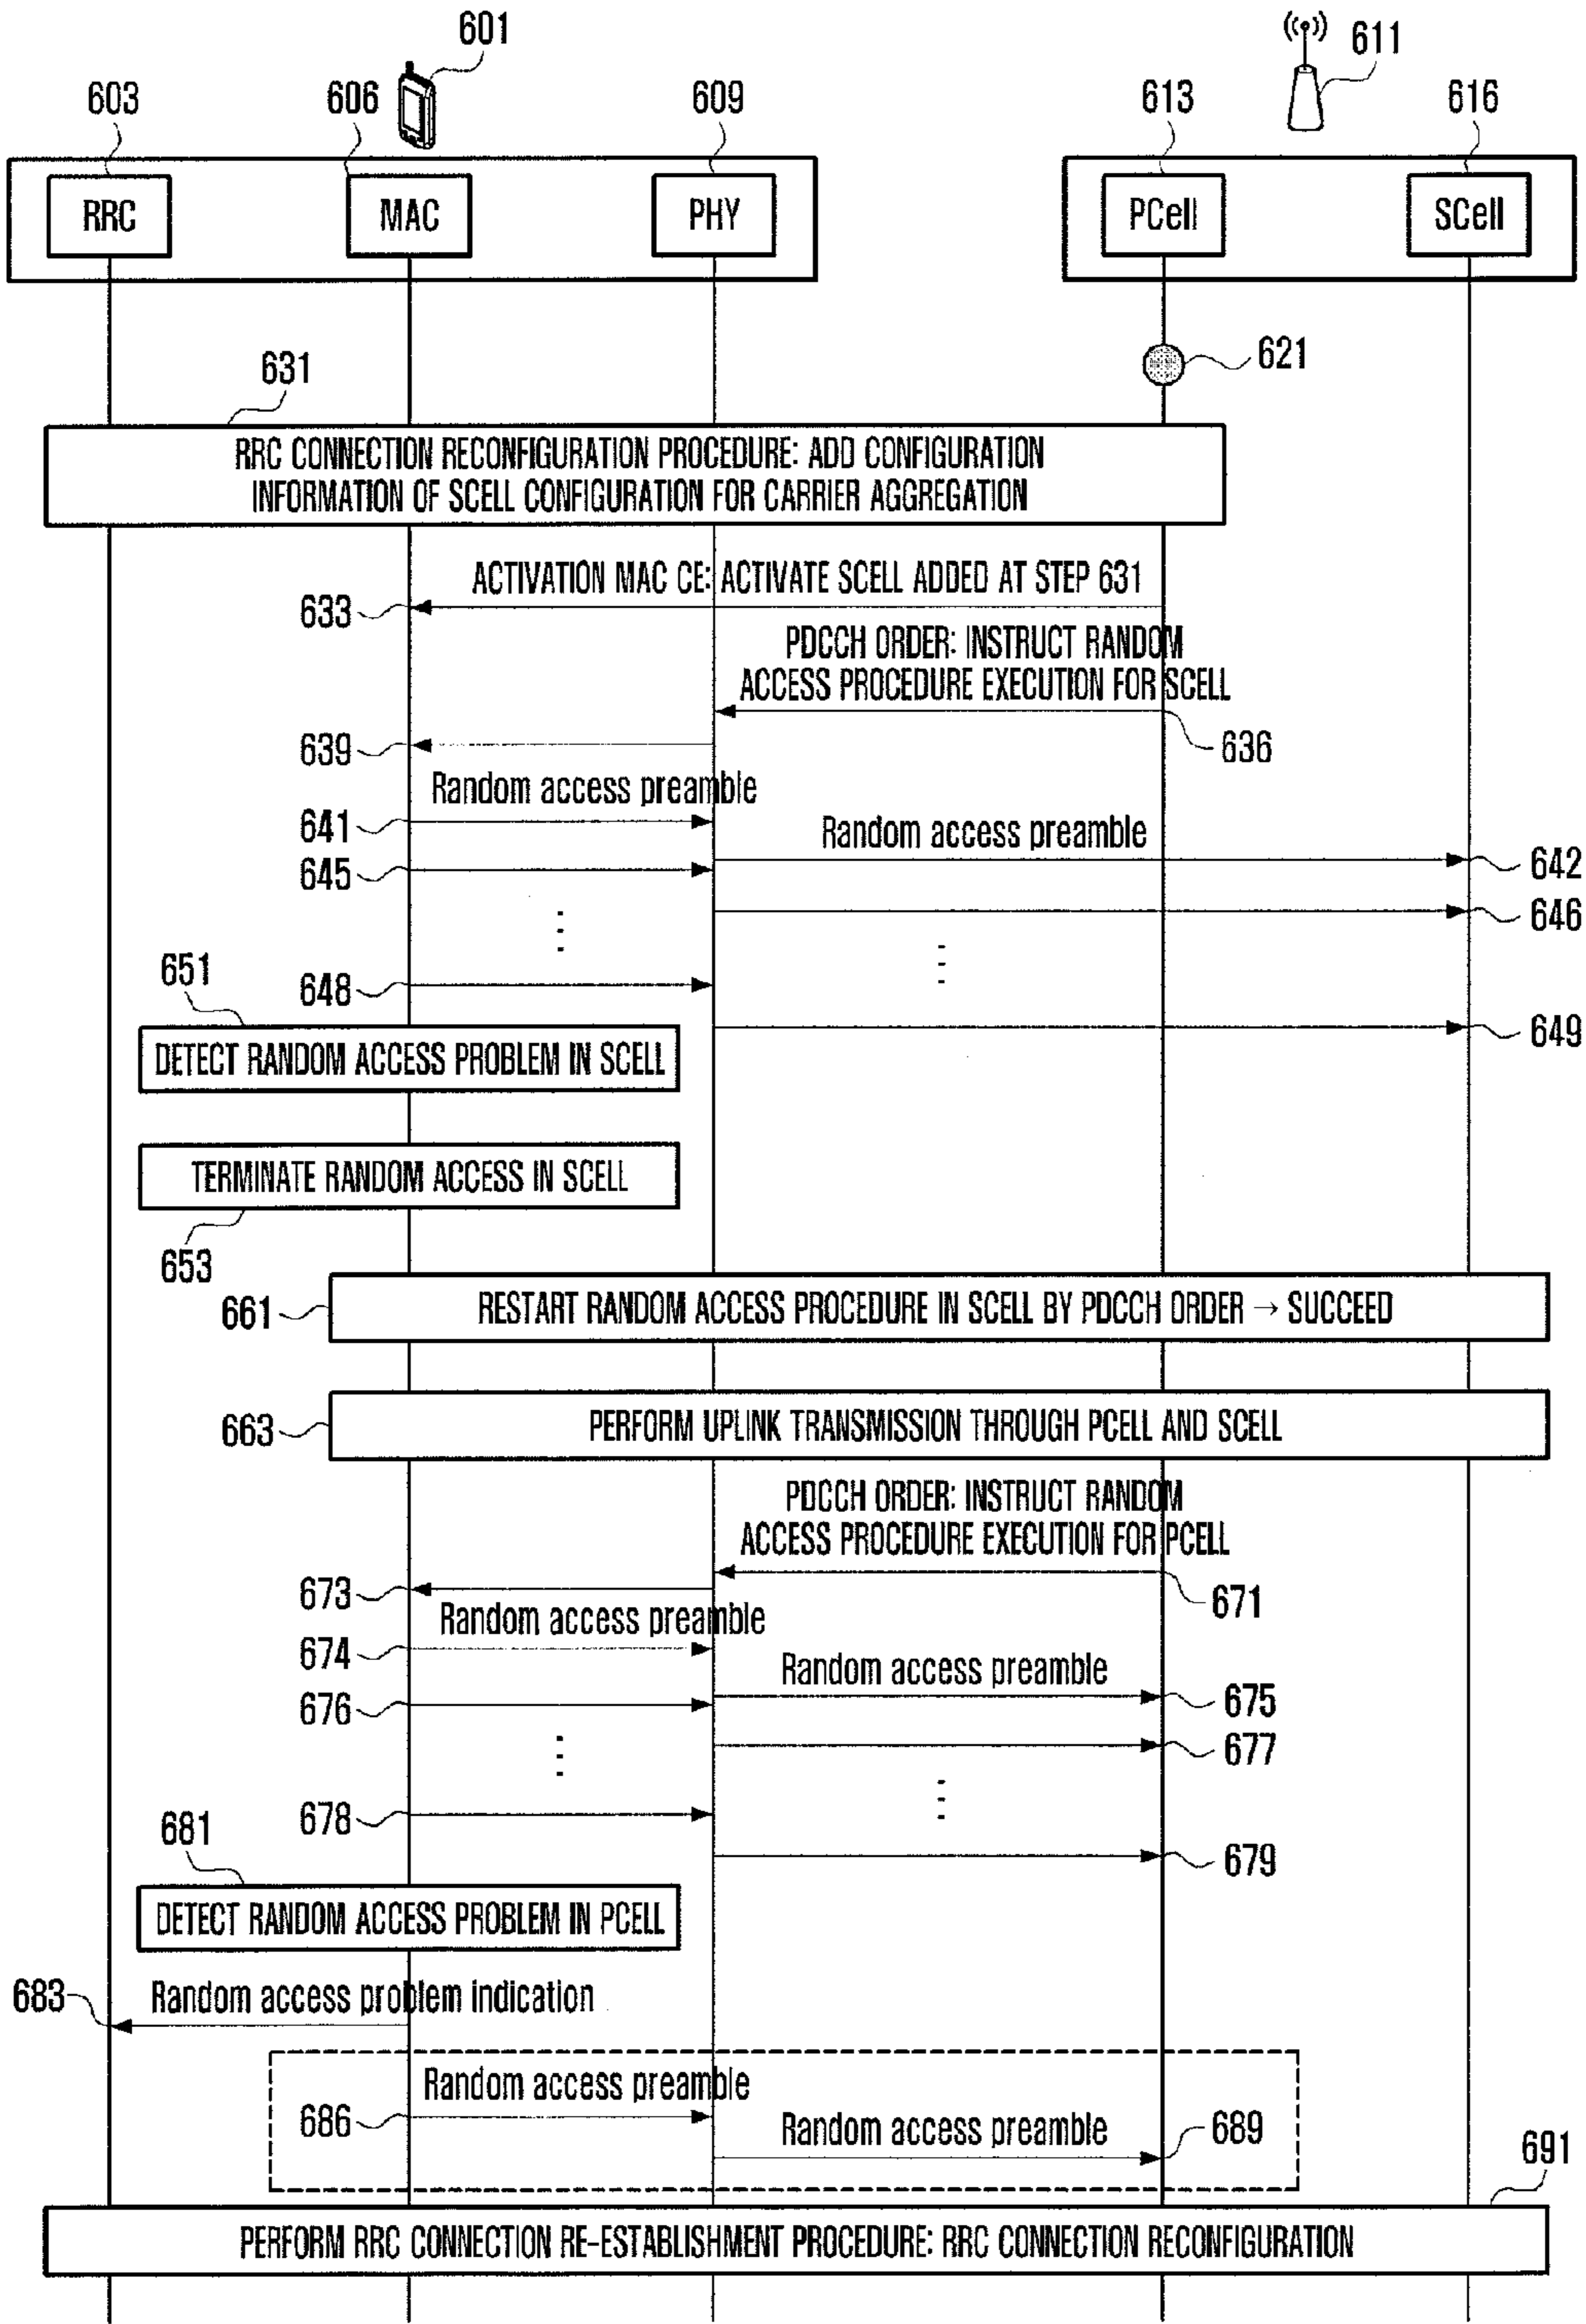 601
611
603
606
609
613
616
RRC
MAC
PHY
PCell
SCell
621
631
RRC CONNECTION RECONFIGURATION PROCEDURE: ADD CONFIGURATION
INFORMATION OF SCELL CONFIGURATION FOR CARRIER AGGREGATION
ACTIVATION MAC CE: ACTIVATE SCELL ADDED AT STEP 631
633
PDCCH ORDER: INSTRUCT RANDOM
ACCESS PROCEDURE EXECUTION FOR SCELL
639
636
Random access preamble
641
Random access preamble
645
642
646
651
648
649
DETECT RANDOM ACCESS PROBLEM IN SCELL
TERMINATE RANDOM ACCESS IN SCELL
653
661
RESTART RANDOM ACCESS PROCEDURE IN SCELL BY PDCCH ORDER → SUCCEED
663
PERFORM UPLINK TRANSMISSION THROUGH PCELL AND SCELL
PDCCH ORDER: INSTRUCT RANDOM
ACCESS PROCEDURE EXECUTION FOR PCELL
673
671
Random access preamble
674
Random access preamble
676
675
677
678
681
679
DETECT RANDOM ACCESS PROBLEM IN PCELL
683
Random access problem indication
Random access preamble
686
Random access preamble
689
691
PERFORM RRC CONNECTION RE-ESTABLISHMENT PROCEDURE: RRC CONNECTION RECONFIGURATION